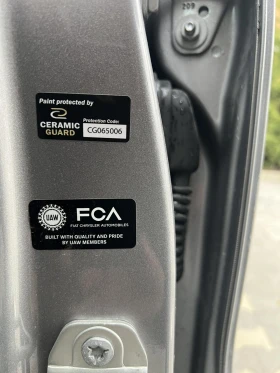 209
Paint protected by
CERAMIC
GUARD
Protection Code:
CG065006
UAW
FCA
FIAT CHRYSLER AUTOMOBILES
BUILT WITH QUALITY AND PRIDE
BY UAW MEMBERS